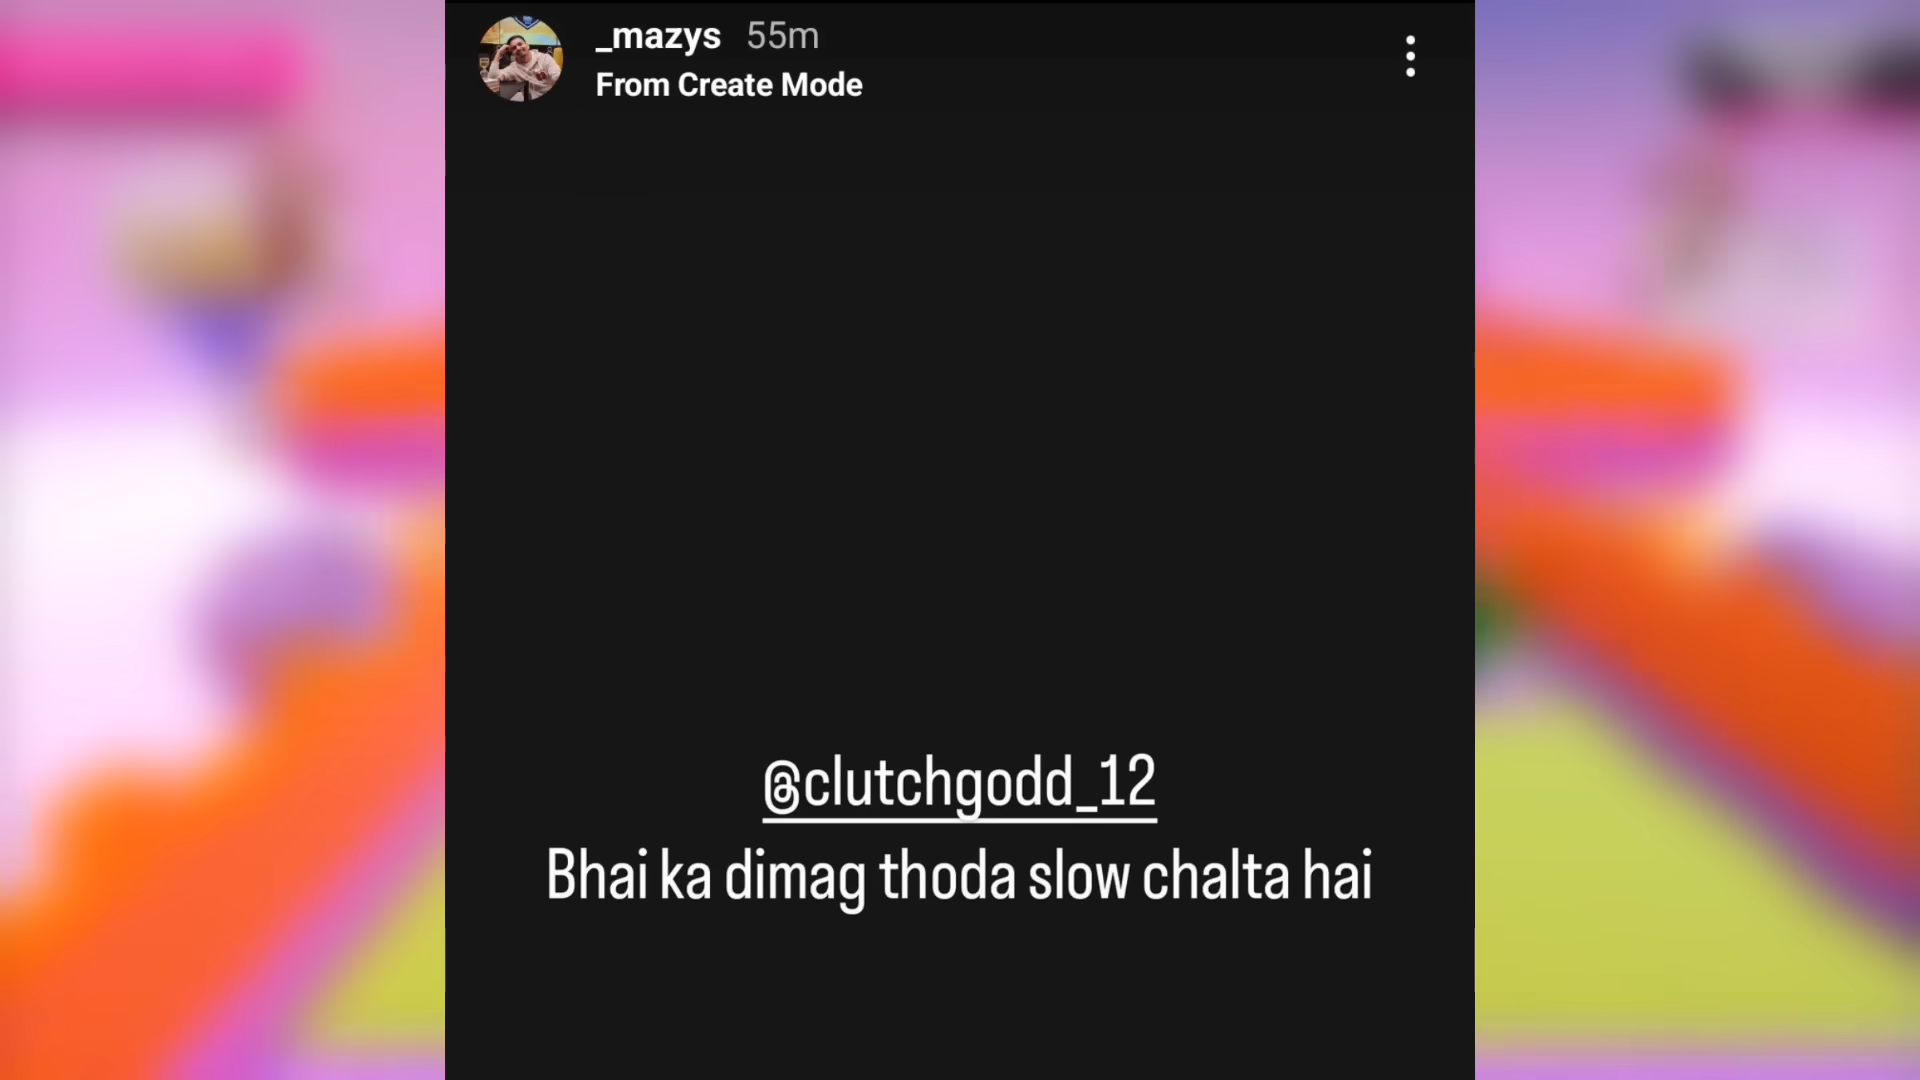 _mazys 55m
From Create Mode
@clutchgodd_12
Bhai ka dimag thoda slow chalta hai